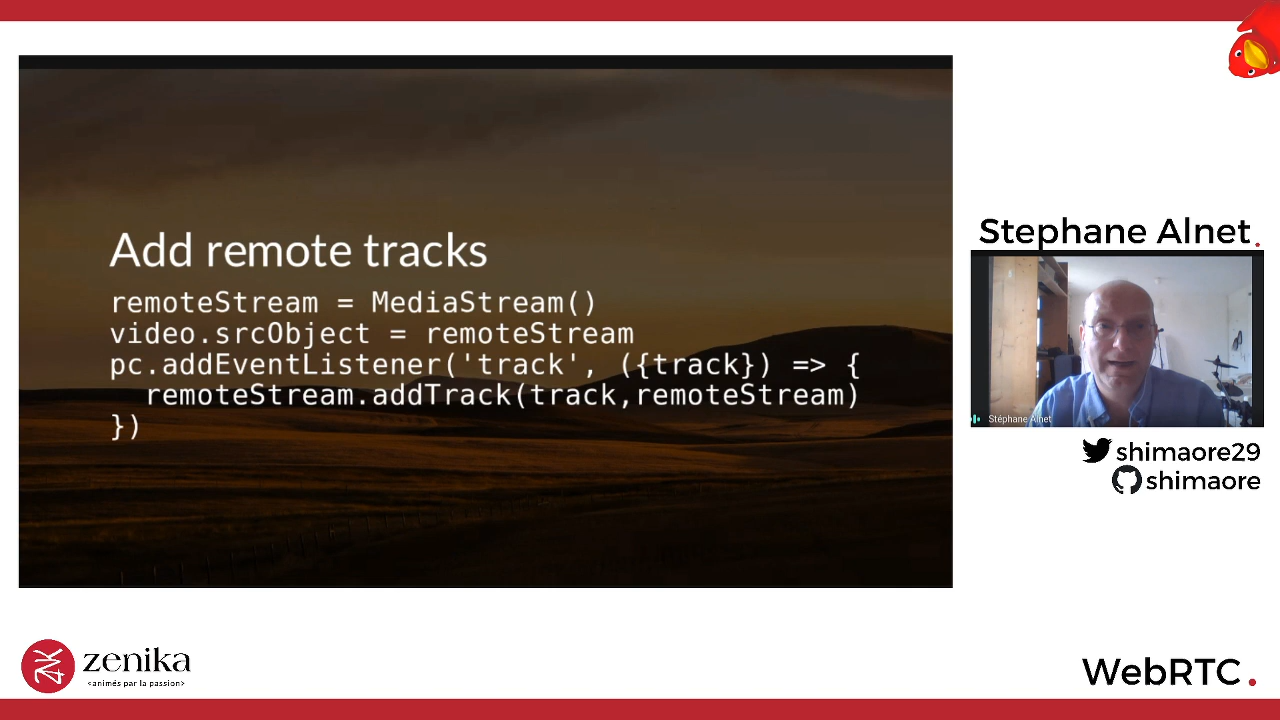 Add remote tracks
remoteStream = MediaStream()
video.srcObject = remoteStream
pc.addEventListener('track', ({track}) => {
  remoteStream.addTrack(track,remoteStream)
})
Stephane Alnet.
Stéphane Alnet
shimaore29
shimaore
zenika
<animés par la passion>
WebRTC.